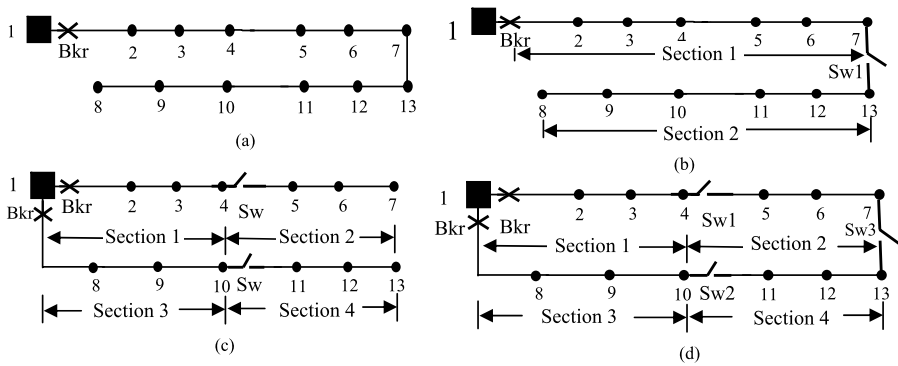 1
Bkr
2 3 4 5 6 7
8 9 10 11 12 13
(a)
1
Bkr
2 3 4 5 6 7
Section 1
Sw1
8 9 10 11 12 13
Section 2
(b)
1
Bkr Bkr
2 3 4 Sw 5 6 7
Section 1 Section 2
8 9 10 Sw 11 12 13
Section 3 Section 4
(c)
1
Bkr Bkr
2 3 4 Sw1 5 6 7
Sw3
Section 1 Section 2
8 9 10 Sw2 11 12 13
Section 3 Section 4
(d)